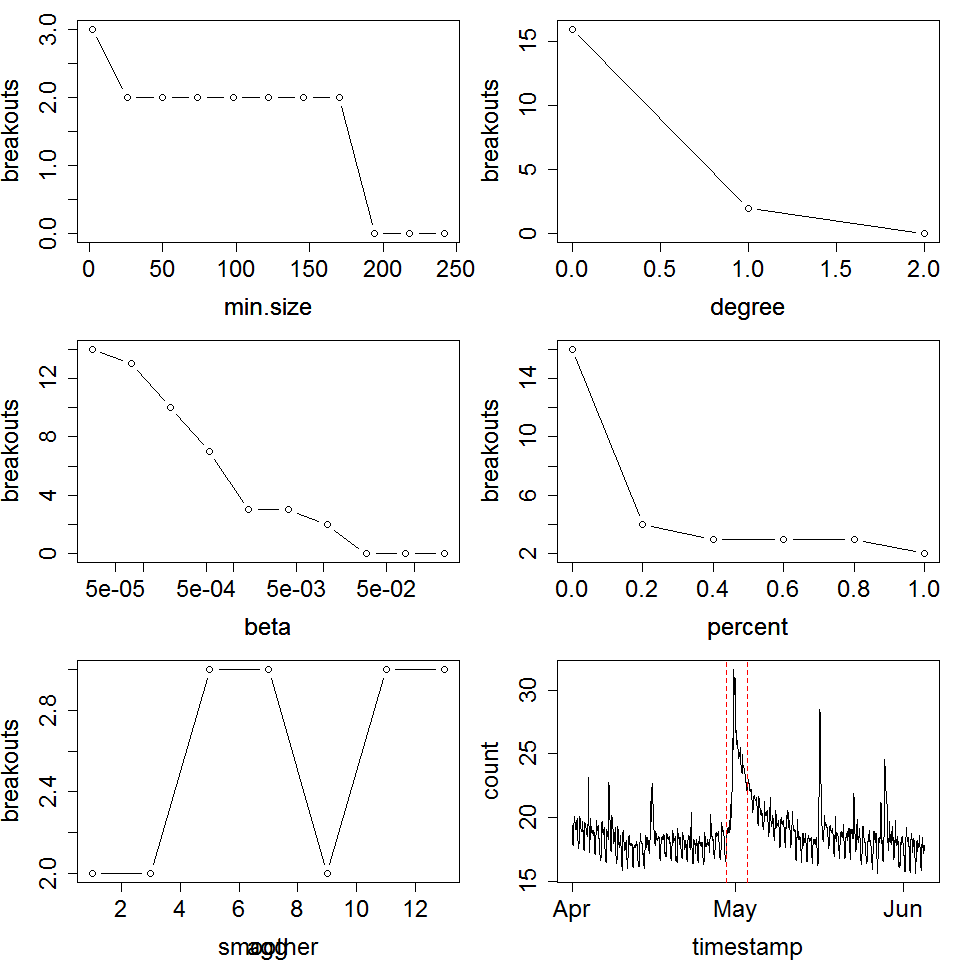 breakouts
3.0
2.0
1.0
0.0
0 50 100 150 200 250
min.size
breakouts
15
10
5
0
0.0 0.5 1.0 1.5 2.0
degree
breakouts
12
8
4
0
5e-05 5e-04 5e-03 5e-02
beta
breakouts
14
10
6
2
0.0 0.2 0.4 0.6 0.8 1.0
percent
breakouts
2.8
2.4
2.0
2 4 6 8 10 12
count
30
25
20
15
Apr May Jun
timestamp